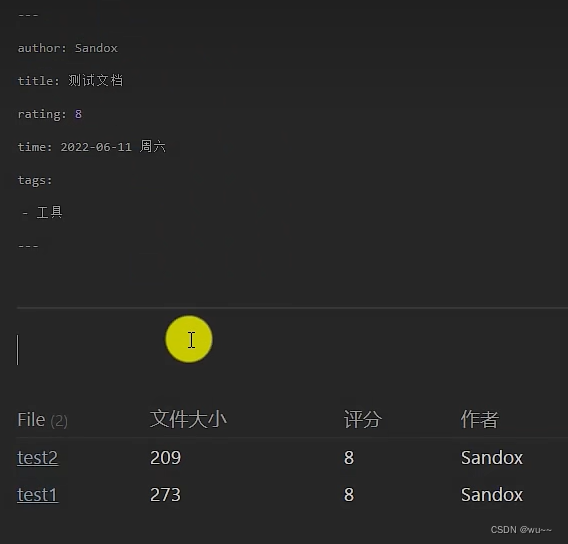 ---
author: Sandox
title: 测试文档
rating: 8
time: 2022-06-11 周六
tags:
- 工具
---
File (2) 文件大小 评分 作者
test2 209 8 Sandox
test1 273 8 Sandox
CSDN @wu~~